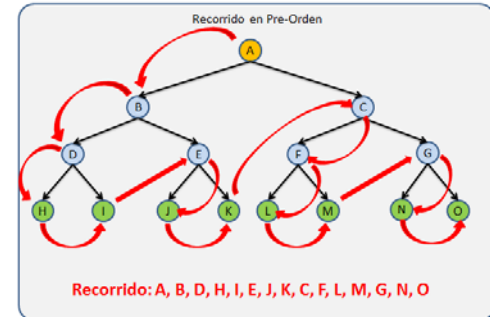 Recorrido en Pre-Orden
A
B
C
D
E
F
G
H
I
J
K
L
M
N
O
Recorrido: A, B, D, H, I, E, J, K, C, F, L, M, G, N, O